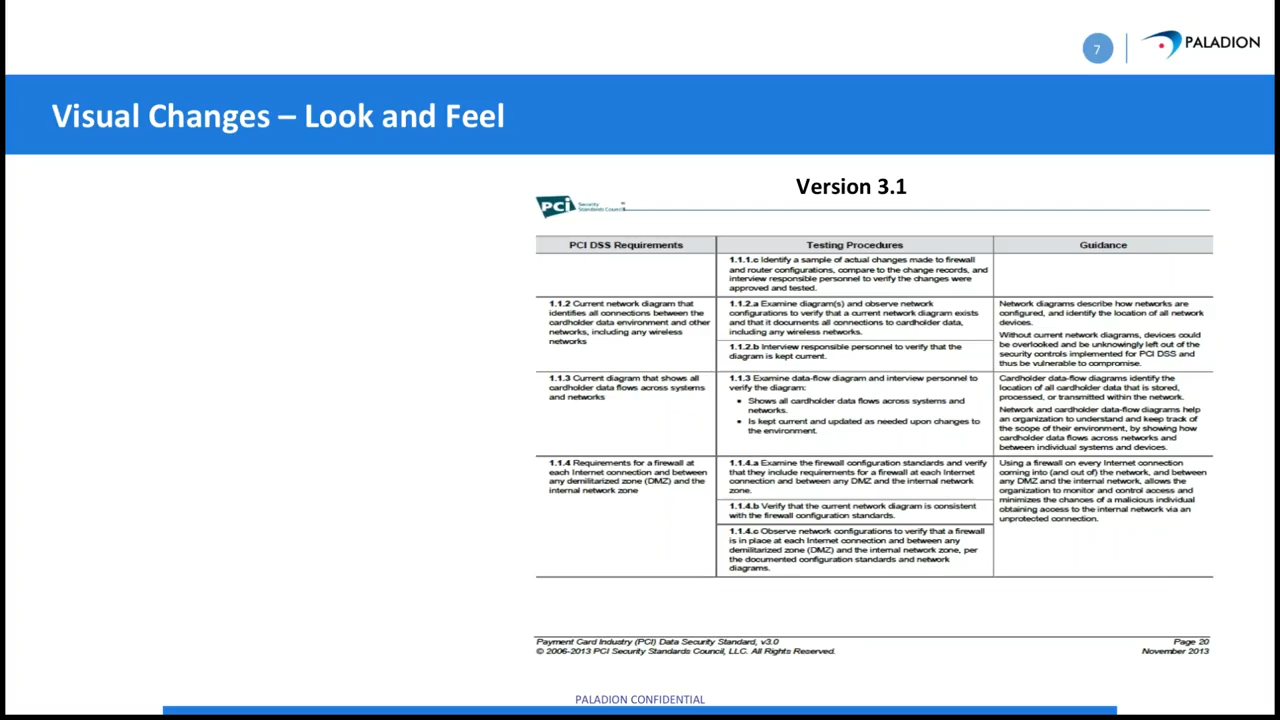 7
PALADION
Visual Changes – Look and Feel
Version 3.1
PCI Security
Standards Council
PCI DSS Requirements
Testing Procedures
Guidance
1.1.1.c Identify a sample of actual changes made to firewall
and router configurations, compare to the change records, and
interview responsible personnel to verify the changes were
approved and tested.
1.1.2 Current network diagram that
identifies all connections between the
cardholder data environment and other
networks, including any wireless
networks
1.1.2.a Examine diagram(s) and observe network
configurations to verify that a current network diagram exists
and that it documents all connections to cardholder data,
including any wireless networks.
1.1.2.b Interview responsible personnel to verify that the
diagram is kept current.
Network diagrams describe how networks are
configured, and identify the location of all network
devices.
Without current network diagrams, devices could
be overlooked and be unknowingly left out of the
security controls implemented for PCI DSS and
thus be vulnerable to compromise.
1.1.3 Current diagram that shows all
cardholder data flows across systems
and networks
1.1.3 Examine data-flow diagram and interview personnel to
verify the diagram:
• Shows all cardholder data flows across systems and
networks.
• Is kept current and updated as needed upon changes to
the environment.
Cardholder data-flow diagrams identify the
location of all cardholder data that is stored,
processed, or transmitted within the network.
Network and cardholder data-flow diagrams help
an organization to understand and keep track of
the scope of their environment, by showing how
cardholder data flows across networks and
between individual systems and devices.
1.1.4 Requirements for a firewall at
each Internet connection and between
any demilitarized zone (DMZ) and the
internal network zone
1.1.4.a Examine the firewall configuration standards and verify
that they include requirements for a firewall at each Internet
connection and between any DMZ and the internal network
zone.
1.1.4.b Verify that the current network diagram is consistent
with the firewall configuration standards.
1.1.4.c Observe network configurations to verify that a firewall
is in place at each Internet connection and between any
demilitarized zone (DMZ) and the internal network zone, per
the documented configuration standards and network
diagrams.
Using a firewall on every Internet connection
coming into (and out of) the network, and between
any DMZ and the internal network, allows the
organization to monitor and control access and
minimizes the chances of a malicious individual
obtaining access to the internal network via an
unprotected connection.
Payment Card Industry (PCI) Data Security Standard, v3.0
© 2006-2013 PCI Security Standards Council, LLC. All Rights Reserved.
Page 20
November 2013
PALADION CONFIDENTIAL